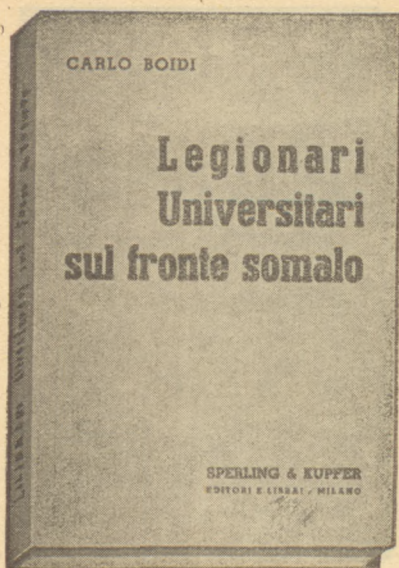 CARLO BOIDI
Legionari
Universitari
sul fronte somalo
SPERLING & KUPFER
EDITORI E LIBRAI / MILANO